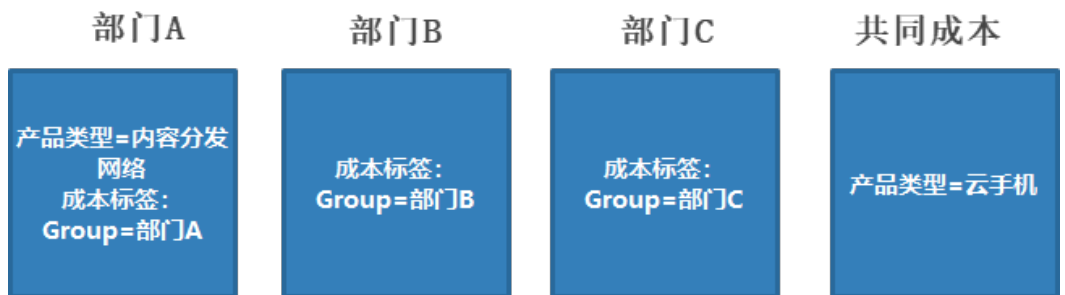 部门A
部门B
部门C
共同成本
产品类型=内容分发
网络
成本标签：
Group=部门A
成本标签：
Group=部门B
成本标签：
Group=部门C
产品类型=云手机